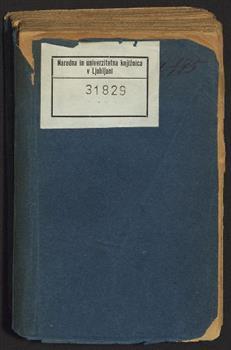 Narodna in univerzitetna knjižnica
v Ljubljani
31829